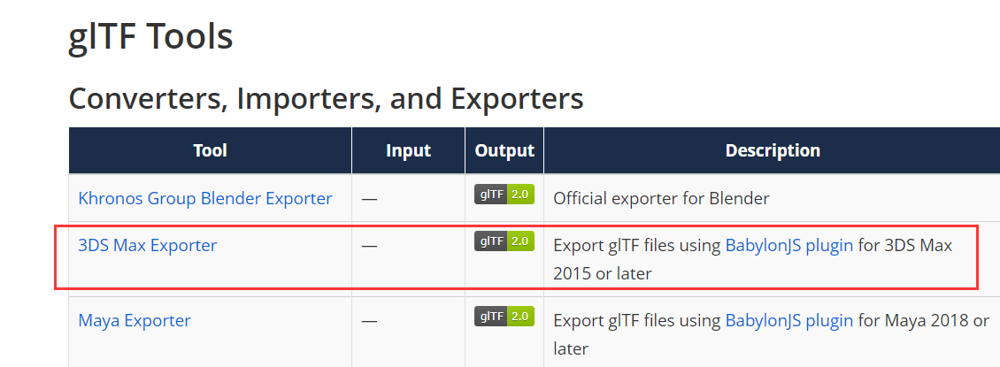 glTF Tools
Converters, Importers, and Exporters
Tool Input Output Description
Khronos Group Blender Exporter — glTF 2.0 Official exporter for Blender
3DS Max Exporter — glTF 2.0 Export glTF files using BabylonJS plugin for 3DS Max
2015 or later
Maya Exporter — glTF 2.0 Export glTF files using BabylonJS plugin for Maya 2018 or
later